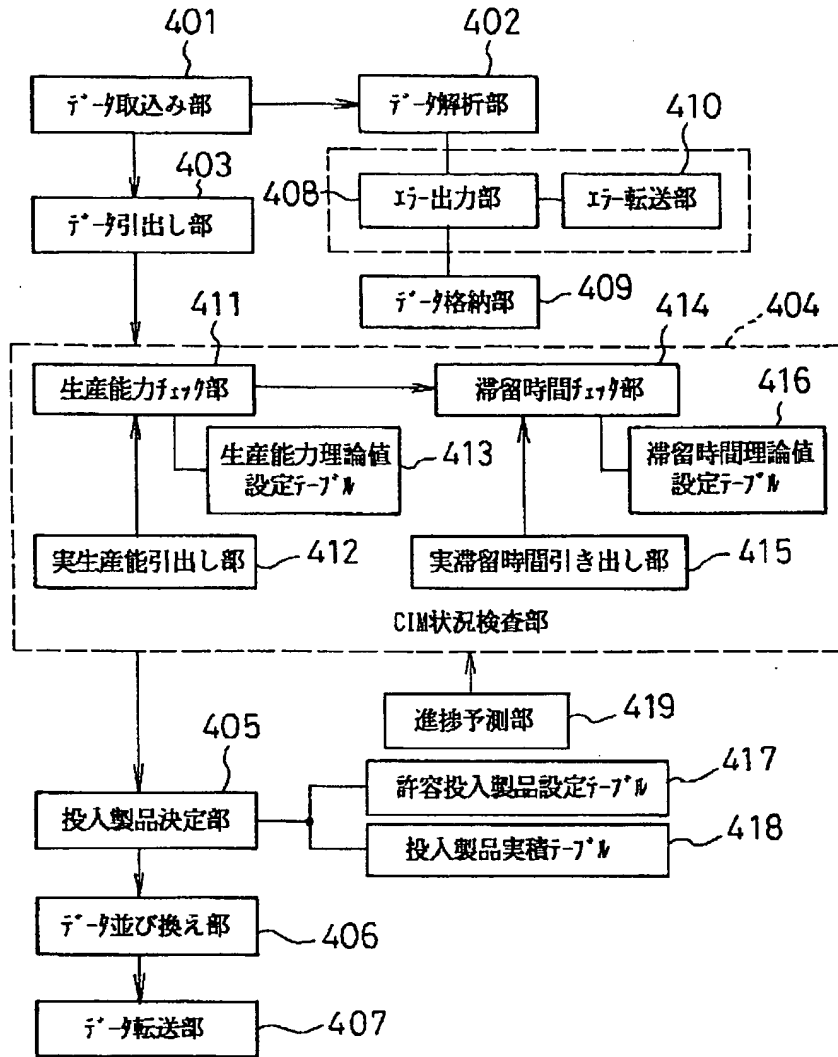 401
402
データ取込み部
データ解析部
410
403
408
エラー出力部
エラー転送部
データ引出し部
データ格納部
409
411
414
404
生産能力チェック部
滞留時間チェック部
416
生産能力理論値
設定テーブル
413
滞留時間理論値
設定テーブル
実生産能引出し部
412
実滞留時間引き出し部
415
CIM状況検査部
進捗予測部
419
405
許容投入製品設定テーブル
417
投入製品決定部
投入製品実積テーブル
418
データ並び換え部
406
データ転送部
407